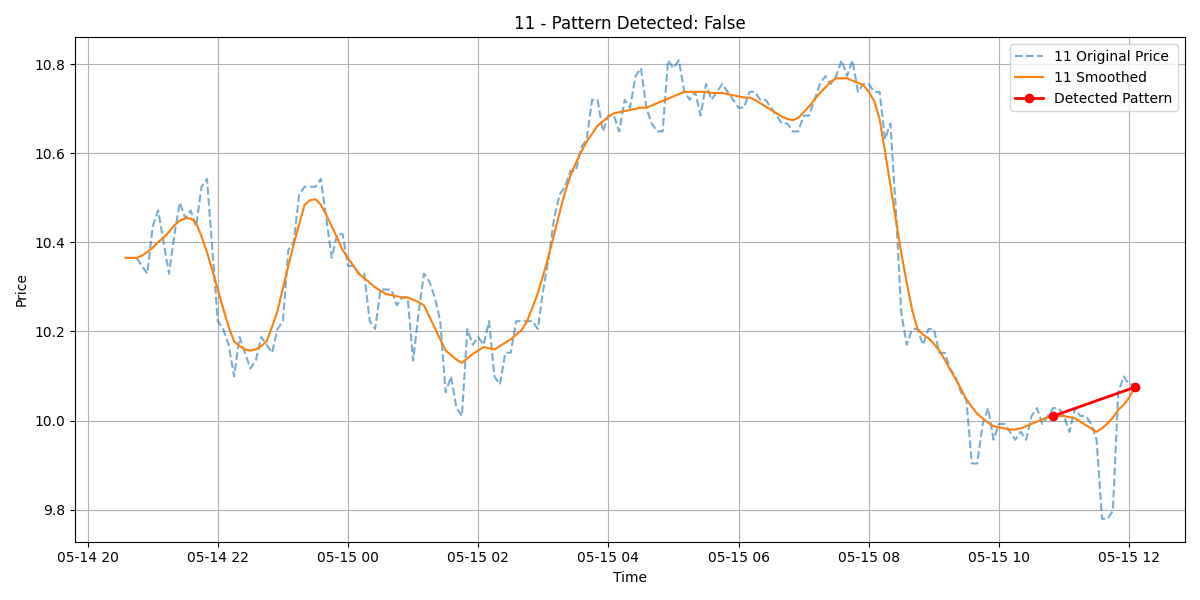 11 - Pattern Detected: False
11 Original Price
11 Smoothed
Detected Pattern
Price
10.8
10.6
10.4
10.2
10.0
9.8
05-14 20
05-14 22
05-15 00
05-15 02
05-15 04
05-15 06
05-15 08
05-15 10
05-15 12
Time